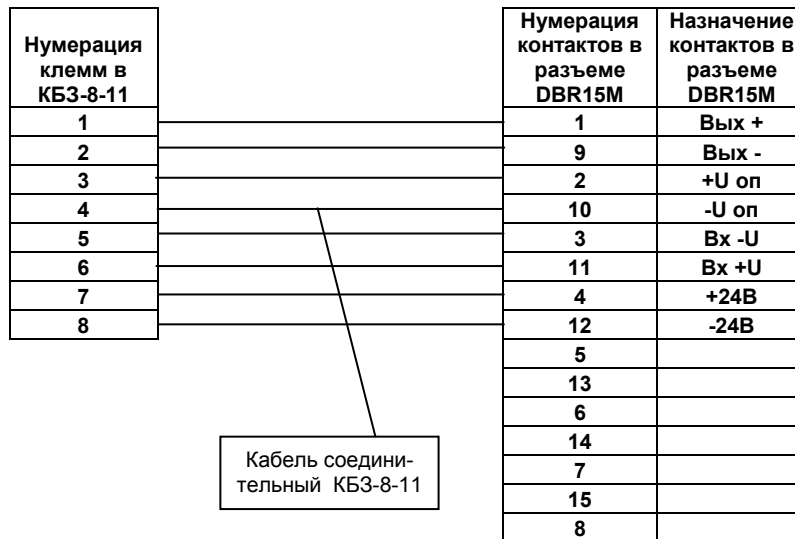 Нумерация
клемм в
КБЗ-8-11
1
2
3
4
5
6
7
8
Нумерация
контактов в
разъеме
DBR15M
Назначение
контактов в
разъеме
DBR15M
1 Вых +
9 Вых -
2 +U оп
10 -U оп
3 Вх -U
11 Вх +U
4 +24В
12 -24В
5
13
6
14
7
15
8
Кабель соедини-
тельный КБЗ-8-11